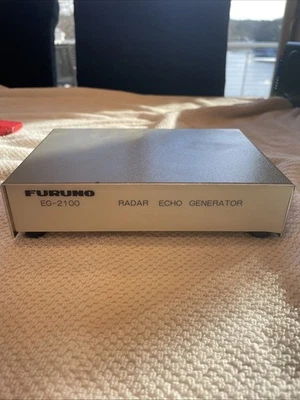 FURUNO
EG-2100 RADAR ECHO GENERATOR